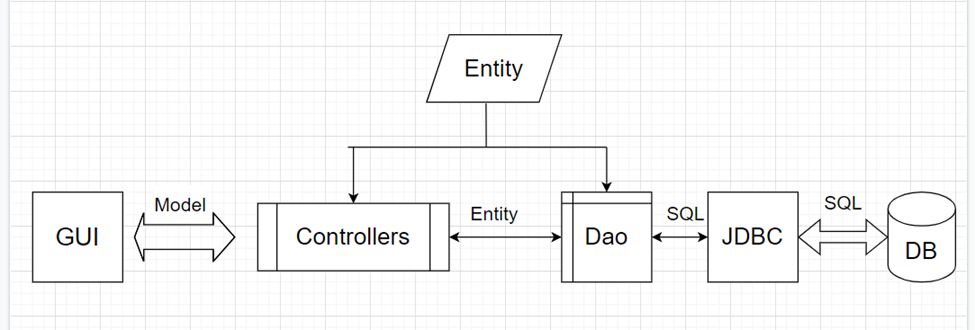 Entity
Model
Entity
SQL
SQL
GUI
Controllers
Dao
JDBC
DB